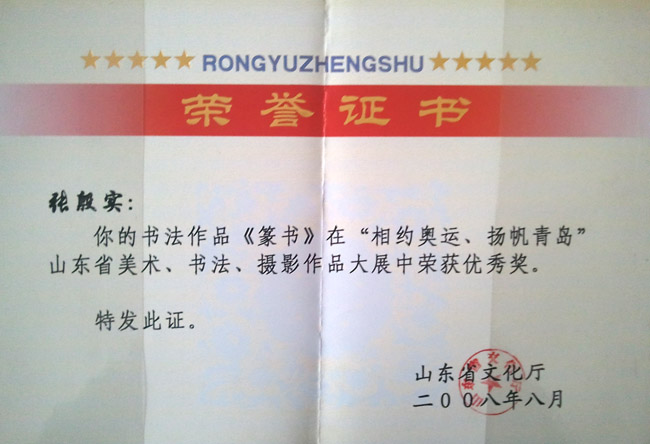 ★★★★★RONGYUZHENGSHU★★★★★
荣誉证书
张殷实：
你的书法作品《篆书》在“相约奥运、扬帆青岛”
山东省美术、书法、摄影作品大展中荣获优秀奖。
特发此证。
山东省文化厅
二〇〇八年八月